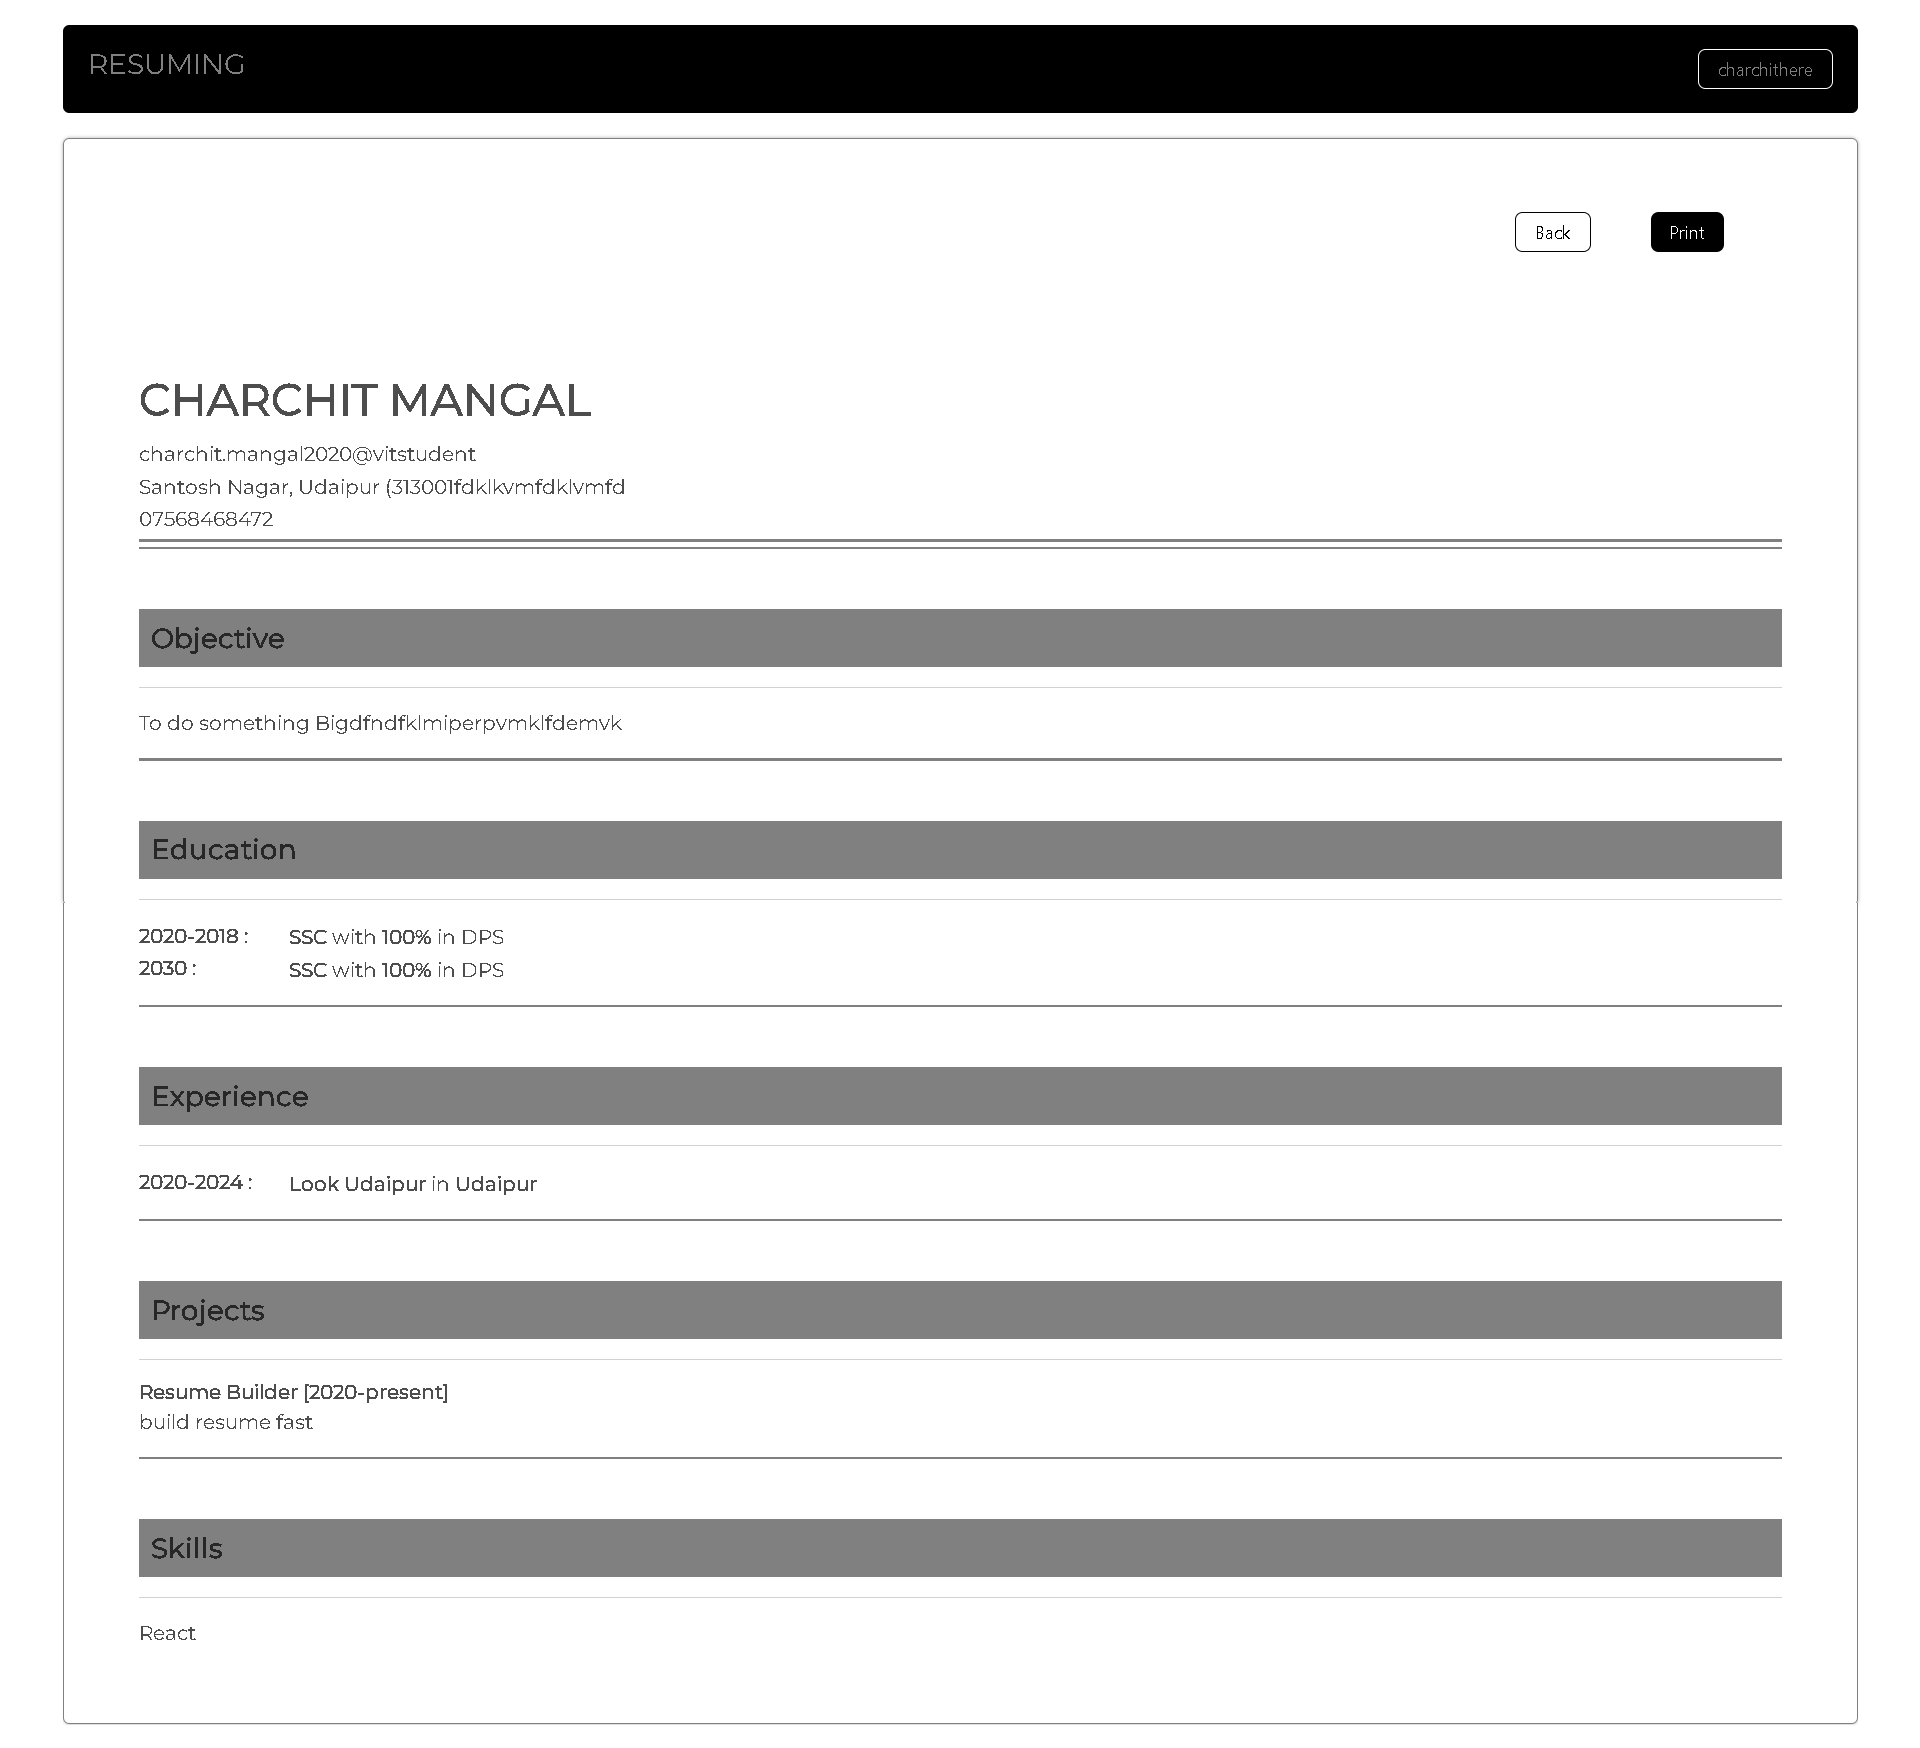 RESUMING
charchithere
Back
Print
CHARCHIT MANGAL
charchit.mangal2020@vitstudent
Santosh Nagar, Udaipur (313001fdklkvmfdklvmfd
07568468472
Objective
To do something Bigdfndfklmiperpvmklfdemvk
Education
2020-2018 : SSC with 100% in DPS
2030 : SSC with 100% in DPS
Experience
2020-2024 : Look Udaipur in Udaipur
Projects
Resume Builder [2020-present]
build resume fast
Skills
React